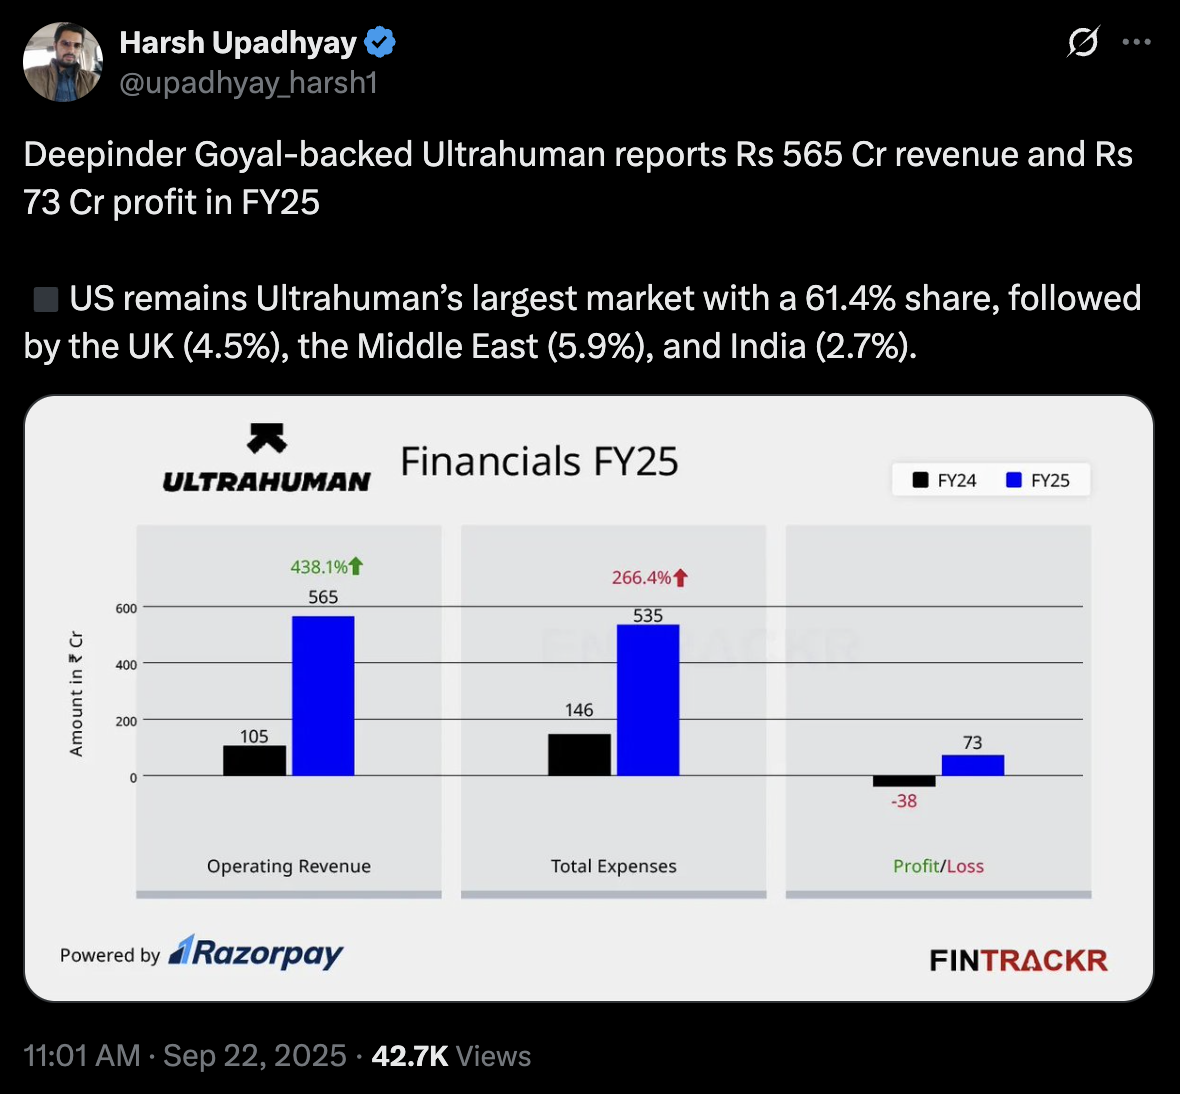 Harsh Upadhyay
@upadhyay_harsh1
Deepinder Goyal-backed Ultrahuman reports Rs 565 Cr revenue and Rs
73 Cr profit in FY25
US remains Ultrahuman’s largest market with a 61.4% share, followed
by the UK (4.5%), the Middle East (5.9%), and India (2.7%).
ULTRAHUMAN
Financials FY25
FY24 FY25
438.1%
565
105
266.4%
535
146
73
-38
600
400
200
0
Amount in ₹ Cr
FINTRACKR
Operating Revenue
Total Expenses
Profit/Loss
Powered by Razorpay
FINTRACKR
11:01 AM · Sep 22, 2025 · 42.7K Views